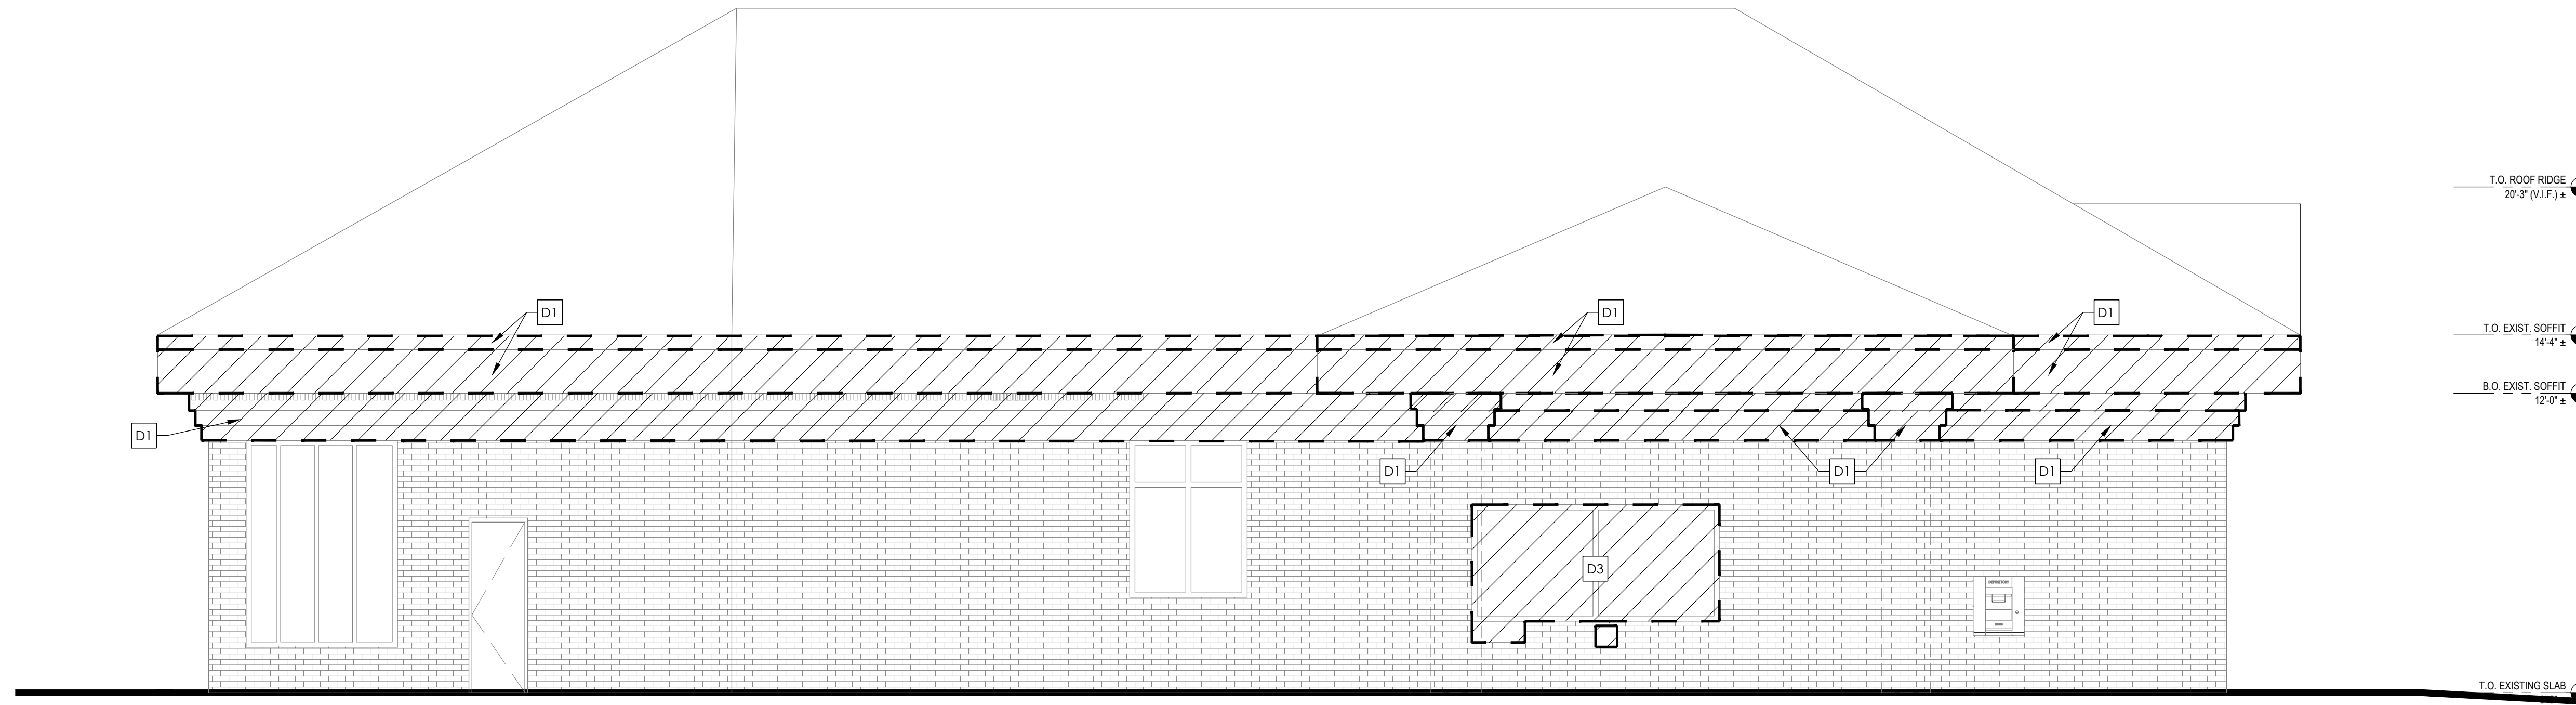 T.O. ROOF RIDGE
20'-3" (V.I.F.) ±
D1
D1
D1
T.O. EXIST. SOFFIT
14'-4" ±
B.O. EXIST. SOFFIT
12'-0" ±
D1
D1
D1
D1
D3
DEPOSITORY
T.O. EXISTING SLAB